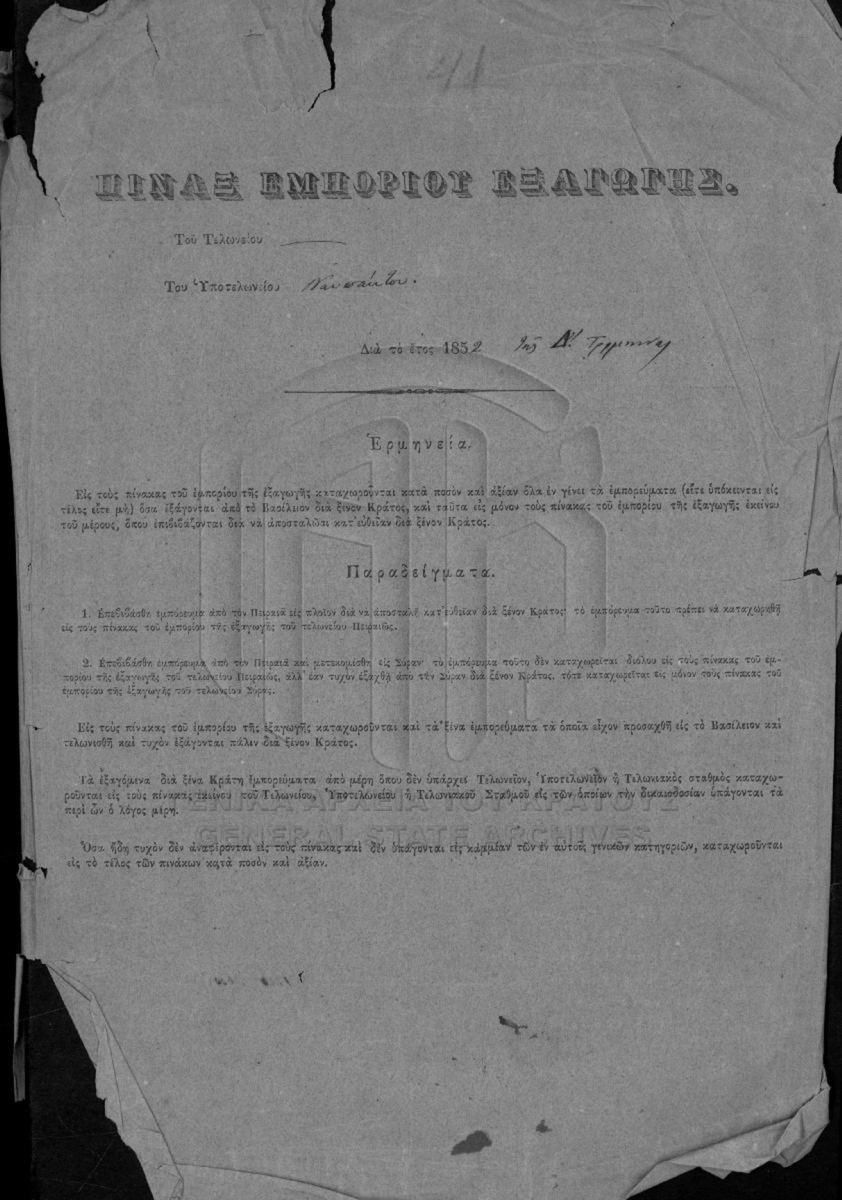 ΠΙΝΑΞ ΕΜΠΟΡΙΟΥ ΕΞΑΓΩΓΗΣ.
Τοῦ Τελωνείου
Του Ὑποτελωνείου Ναυπάκτου.
Διὰ τὸ ἔτος 1852 τῆς Δ'. Τριμηνίας
Ἑρμηνεία.
Εἰς τοὺς πίνακας τοῦ ἐμπορίου τῆς ἐξαγωγῆς καταχωροῦνται κατὰ ποσὸν καὶ ἀξίαν ὅλα ἐν γένει τὰ ἐμπορεύματα (εἴτε ὑπόκεινται εἰς
τέλος εἴτε μὴ) ὅσα ἐξάγονται ἀπὸ τὸ Βασίλειον διὰ ξένον Κράτος, καὶ ταῦτα εἰς μόνον τοὺς πίνακας τοῦ ἐμπορίου τῆς ἐξαγωγῆς ἐκείνου
τοῦ μέρους, ὅπου ἐπιβιβάζονται διὰ νὰ ἀποσταλῶσι κατ' εὐθεῖαν διὰ ξένον Κράτος.
Παραδείγματα.
1. Ἐπεβιβάσθη ἐμπόρευμα ἀπὸ τὸν Πειραιᾶ εἰς πλοῖον διὰ να ἀποσταλῇ κατ' εὐθεῖαν διὰ ξένον Κράτος· τὸ ἐμπόρευμα τοῦτο πρέπει νὰ καταχωρηθῇ
εἰς τοὺς πίνακας τοῦ ἐμπορίου τῆς ἐξαγωγῆς τοῦ τελωνείου Πειραιῶς.
2. Ἐπεβιβάσθη ἐμπόρευμα ἀπὸ τὸν Πειραιᾶ καὶ μετεκομίσθη εἰς Σύραν· τὸ ἐμπόρευμα τοῦτο δὲν καταχωρεῖται διόλου εἰς τοὺς πίνακας τοῦ ἐμ-
πορίου τῆς ἐξαγωγῆς τοῦ τελωνείου Πειραιῶς, ἀλλ' ἐὰν τυχὸν ἐξαχθῇ ἀπὸ τὴν Σύραν διὰ ξένον Κράτος, τότε καταχωρεῖται εἰς μόνον τοὺς πίνακας τοῦ
ἐμπορίου τῆς ἐξαγωγῆς τοῦ τελωνείου Σύρας.
Εἰς τοὺς πίνακας τοῦ ἐμπορίου τῆς ἐξαγωγῆς καταχωροῦνται καὶ τὰ ξένα ἐμπορεύματα τὰ ὁποῖα εἶχον προσαχθῆ εἰς τὸ Βασίλειον καὶ
τελωνισθῆ καὶ τυχὸν ἐξάγονται πάλιν διὰ ξένον Κράτος.
Τὰ ἐξαγόμενα διὰ ξένα Κράτη ἐμπορεύματα ἀπὸ μέρη ὅπου δὲν ὑπάρχει Τελωνεῖον, Ὑποτελωνεῖον ἢ Τελωνιακὸς σταθμὸς καταχω-
ροῦνται εἰς τοὺς πίνακας ἐκείνου τοῦ Τελωνείου, Ὑποτελωνείου ἢ Τελωνιακοῦ Σταθμοῦ εἰς τῶν ὁποίων τὴν δικαιοδοσίαν ὑπάγονται τὰ
περὶ ὧν ὁ λόγος μέρη.
Ὅσα ἤδη τυχὸν δὲν ἀναφέρονται εἰς τοὺς πίνακας καὶ δὲν ὑπάγονται εἰς καμμίαν τῶν ἐν αὐτοῖς γενικῶν κατηγοριῶν, καταχωροῦνται
εἰς τὸ τέλος τῶν πινάκων κατὰ ποσὸν καὶ ἀξίαν.
ΓΕΝΙΚΑ ΑΡΧΕΙΑ ΤΟΥ ΚΡΑΤΟΥΣ
GENERAL STATE ARCHIVES